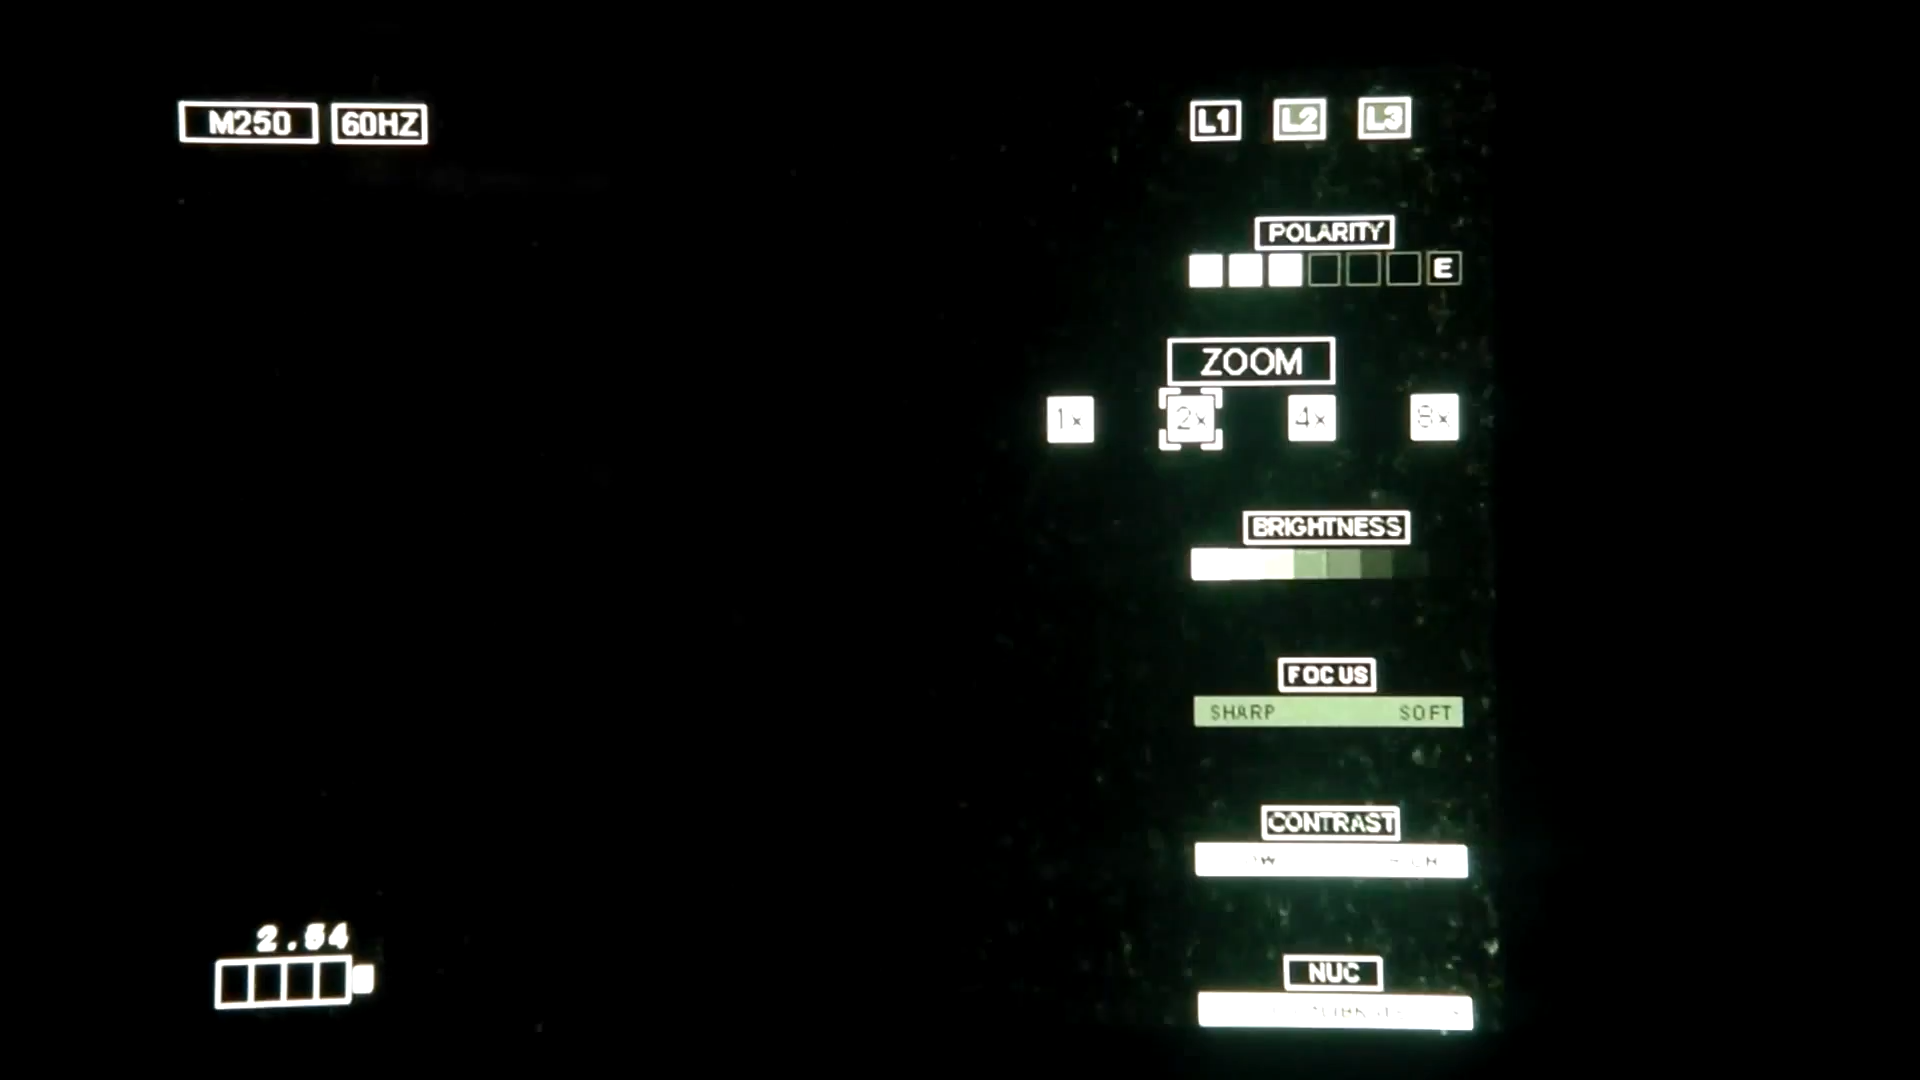 M250 60HZ
L1 L2 L3
POLARITY
E
ZOOM
1x 2x 4x 8x
BRIGHTNESS
FOCUS
SHARP SOFT
CONTRAST
2.54
NUC